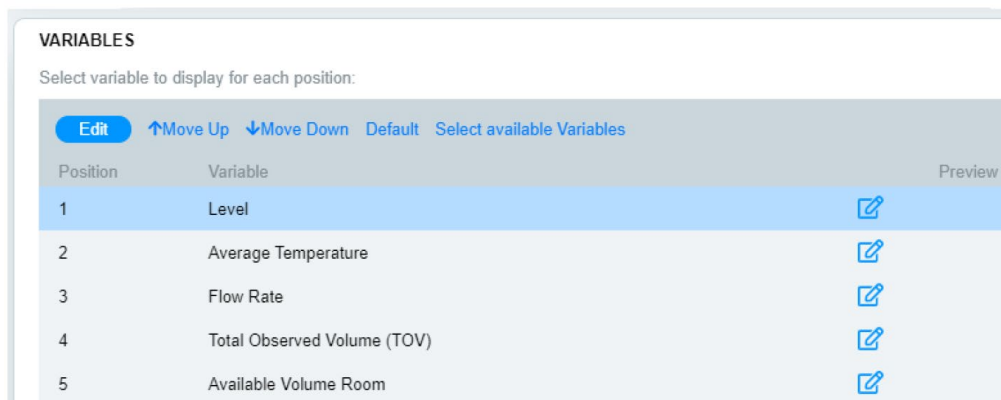 VARIABLES
Select variable to display for each position:
Edit ↑Move Up ↓Move Down Default Select available Variables
Position Variable Preview
1 Level
2 Average Temperature
3 Flow Rate
4 Total Observed Volume (TOV)
5 Available Volume Room